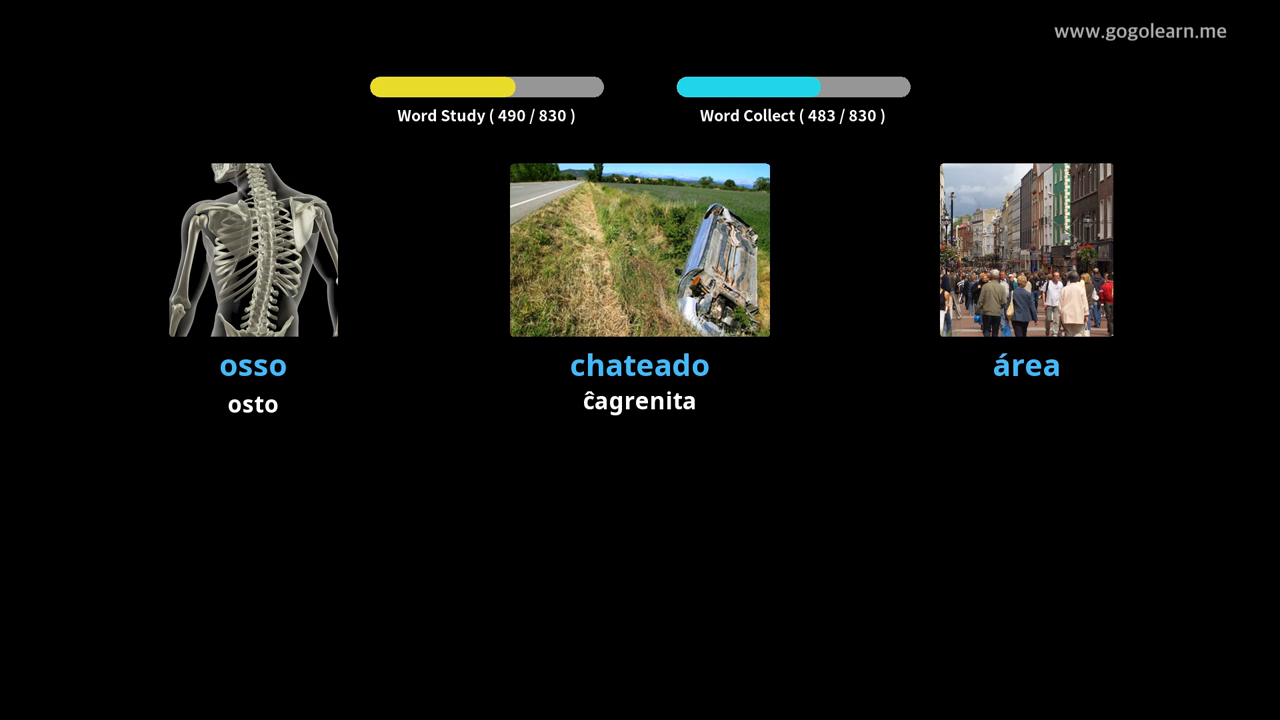 www.gogolearn.me
Word Study ( 490 / 830 )
Word Collect ( 483 / 830 )
osso
osto
chateado
ĉagrenita
área